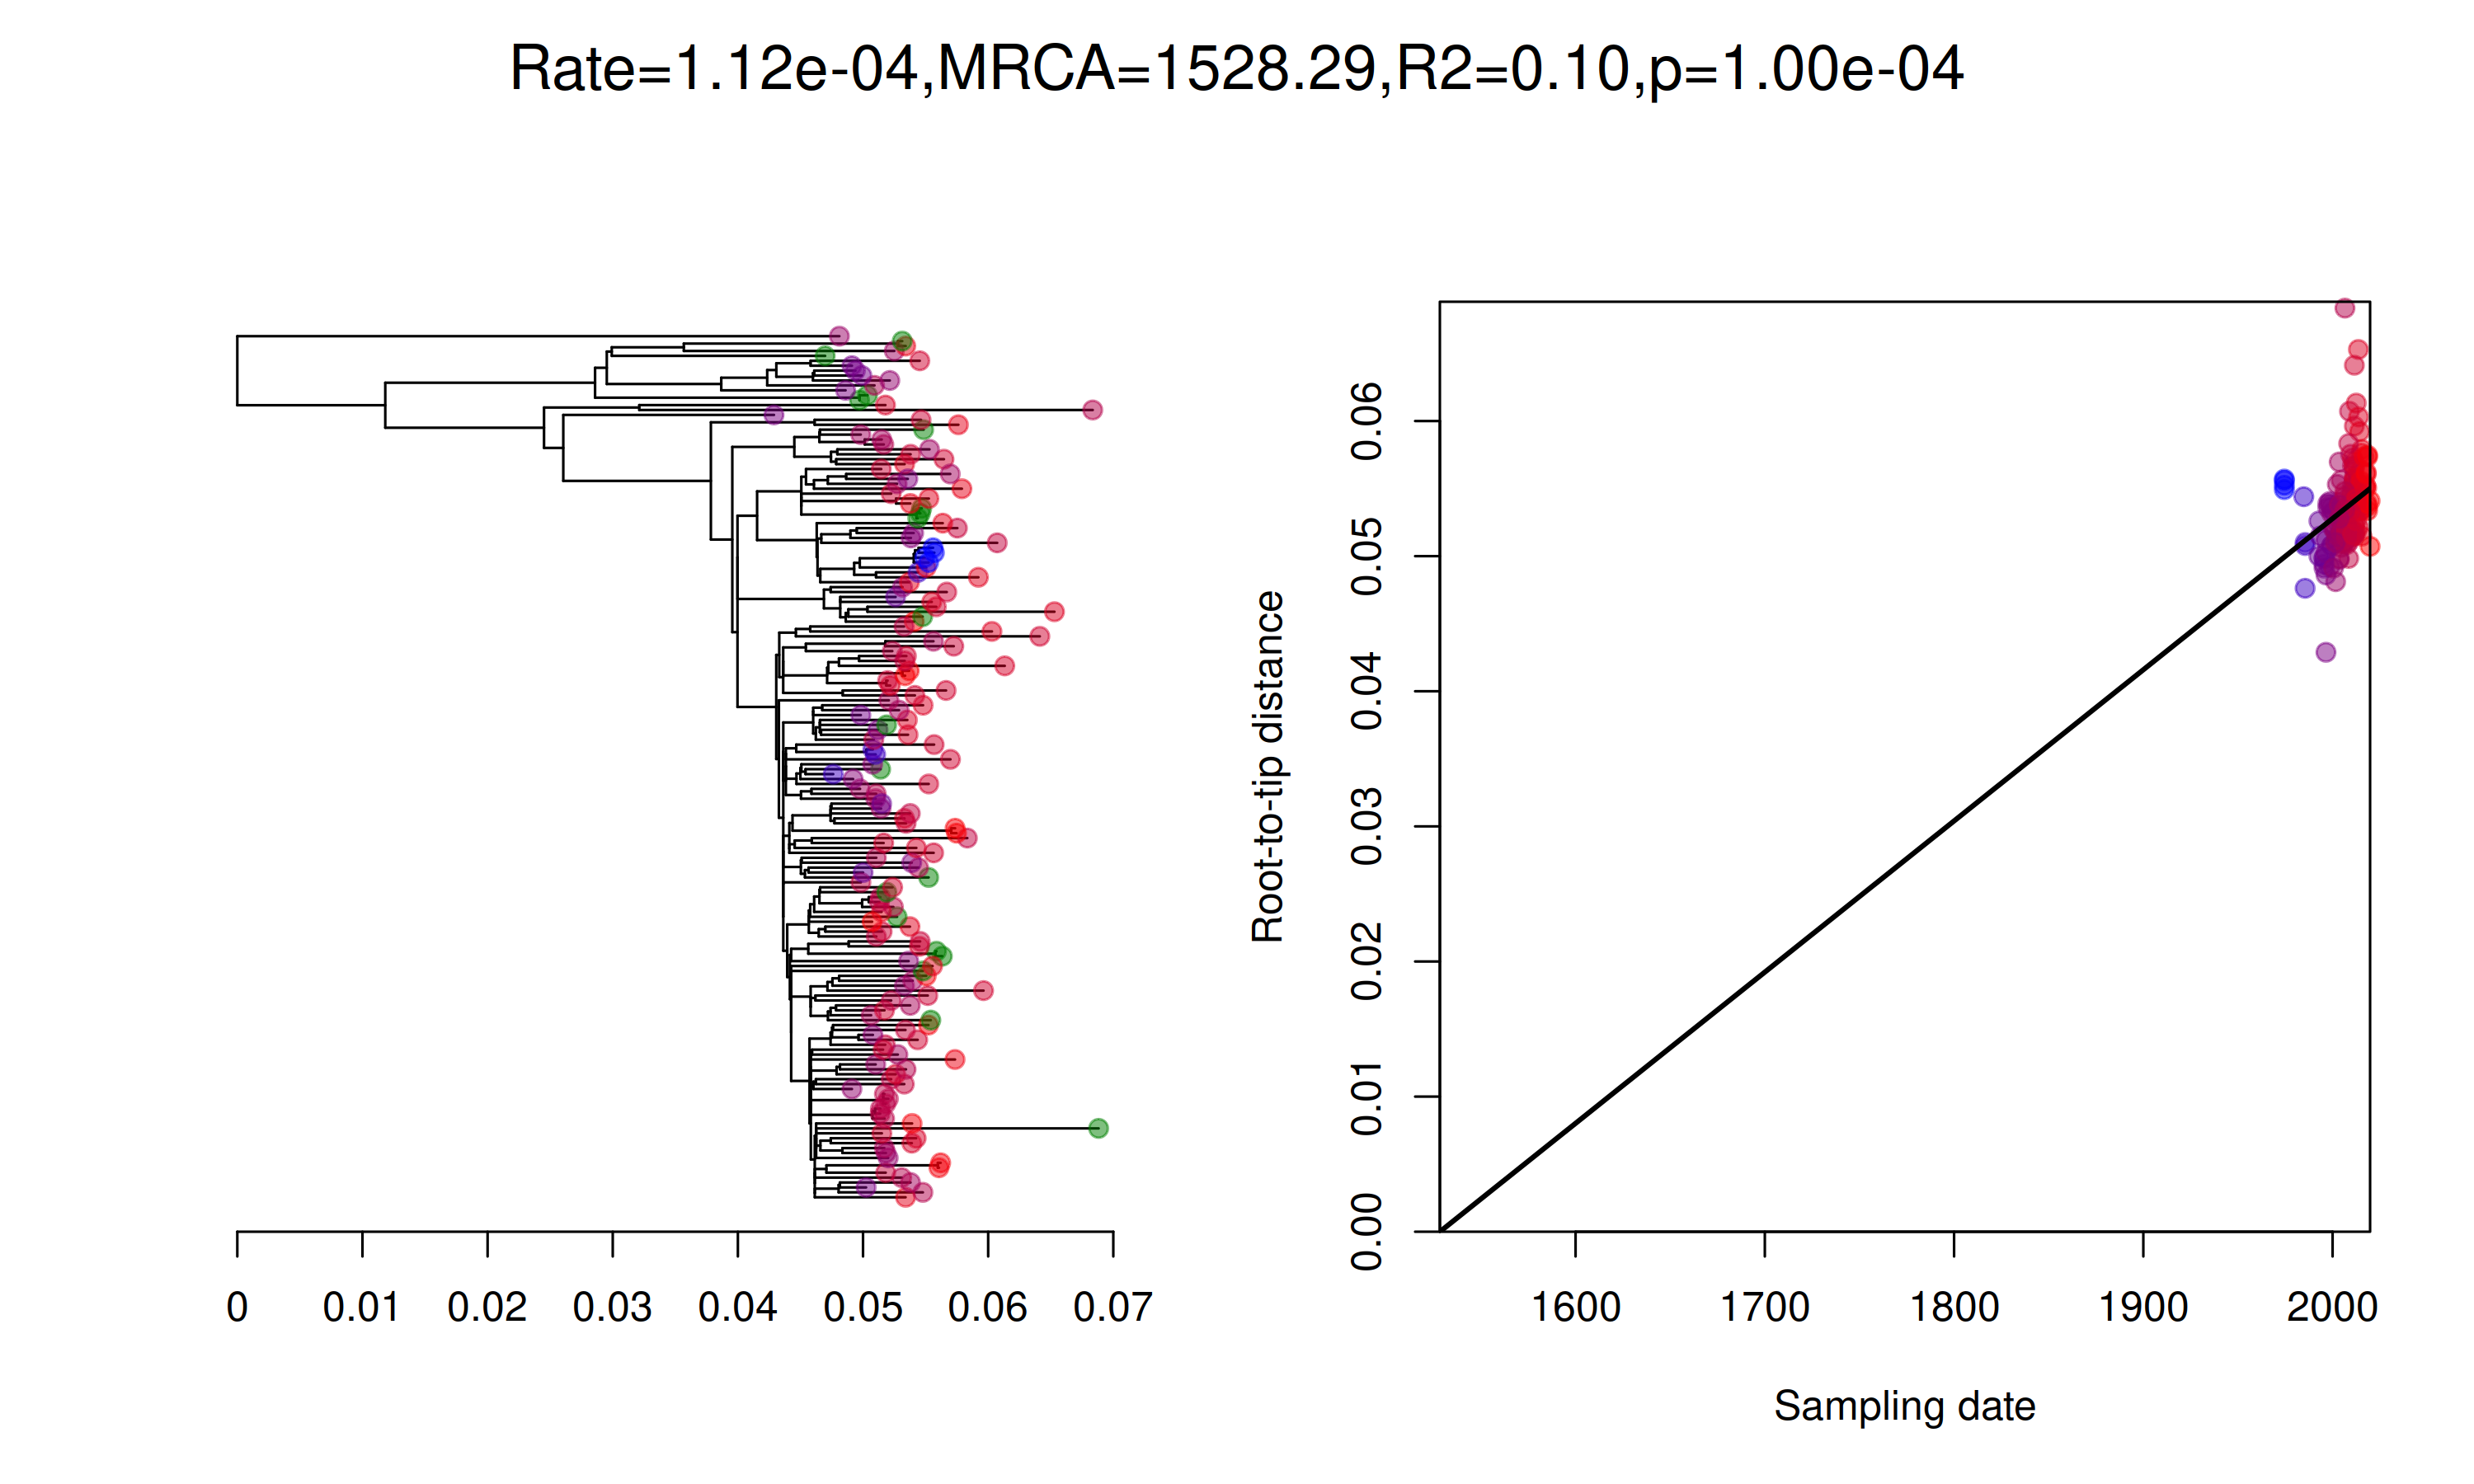 Rate=1.12e-04,MRCA=1528.29,R2=0.10,p=1.00e-04
0 0.01 0.02 0.03 0.04 0.05 0.06 0.07
Root-to-tip distance
0.00 0.01 0.02 0.03 0.04 0.05 0.06
1600 1700 1800 1900 2000
Sampling date